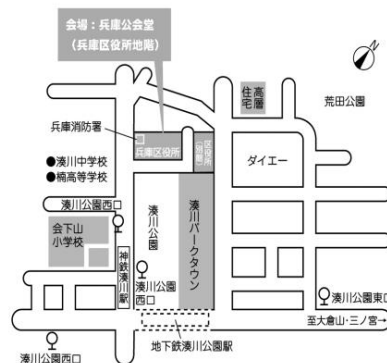 会場：兵庫公会堂
（兵庫区役所地階）
高層
住宅
荒田公園
兵庫消防署
兵庫区役所
区役所
（別館）
ダイエー
●湊川中学校
●楠高等学校
湊川公園西口
会下山
小学校
湊川公園
湊川パークタウン
神鉄湊川駅
湊川公園
西口
湊川公園東口
至大倉山・三ノ宮→
地下鉄湊川公園駅
湊川公園西口